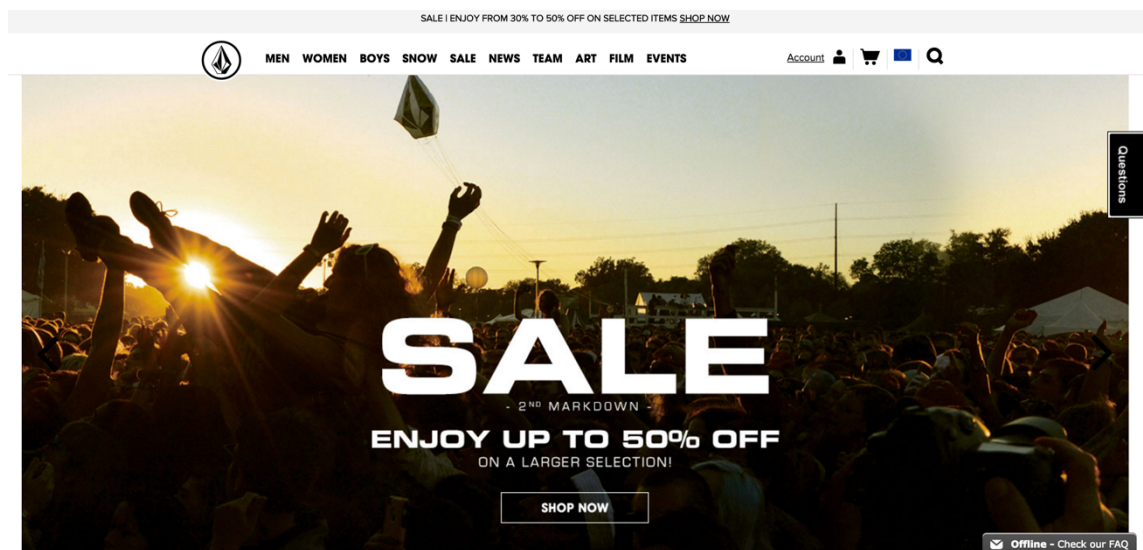 SALE | ENJOY FROM 30% TO 50% OFF ON SELECTED ITEMS SHOP NOW
MEN WOMEN BOYS SNOW SALE NEWS TEAM ART FILM EVENTS Account
Questions
SALE
- 2ND MARKDOWN -
ENJOY UP TO 50% OFF
ON A LARGER SELECTION!
SHOP NOW
Offline - Check our FAQ